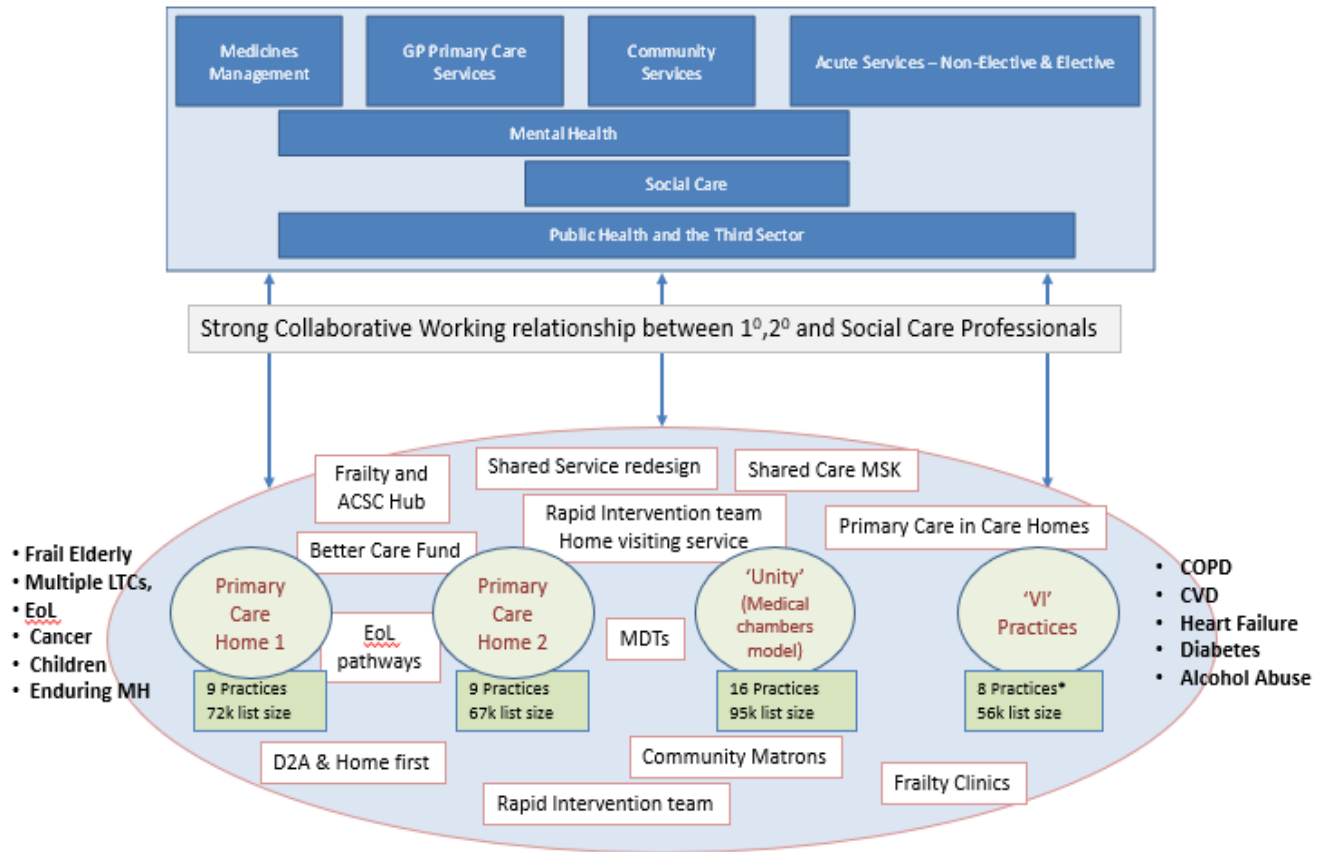 Medicines
Management
GP Primary Care
Services
Community
Services
Acute Services – Non-Elective & Elective
Mental Health
Social Care
Public Health and the Third Sector
Strong Collaborative Working relationship between 1⁰,2⁰ and Social Care Professionals
Frailty and
ACSC Hub
Shared Service redesign
Shared Care MSK
Rapid Intervention team
Home visiting service
Primary Care in Care Homes
Better Care Fund
• Frail Elderly
• Multiple LTCs,
• EoL
• Cancer
• Children
• Enduring MH
Primary
Care
Home 1
EoL
pathways
Primary
Care
Home 2
MDTs
‘Unity’
(Medical
chambers
model)
‘VI’
Practices
• COPD
• CVD
• Heart Failure
• Diabetes
• Alcohol Abuse
9 Practices
72k list size
9 Practices
67k list size
16 Practices
95k list size
8 Practices*
56k list size
D2A & Home first
Community Matrons
Rapid Intervention team
Frailty Clinics